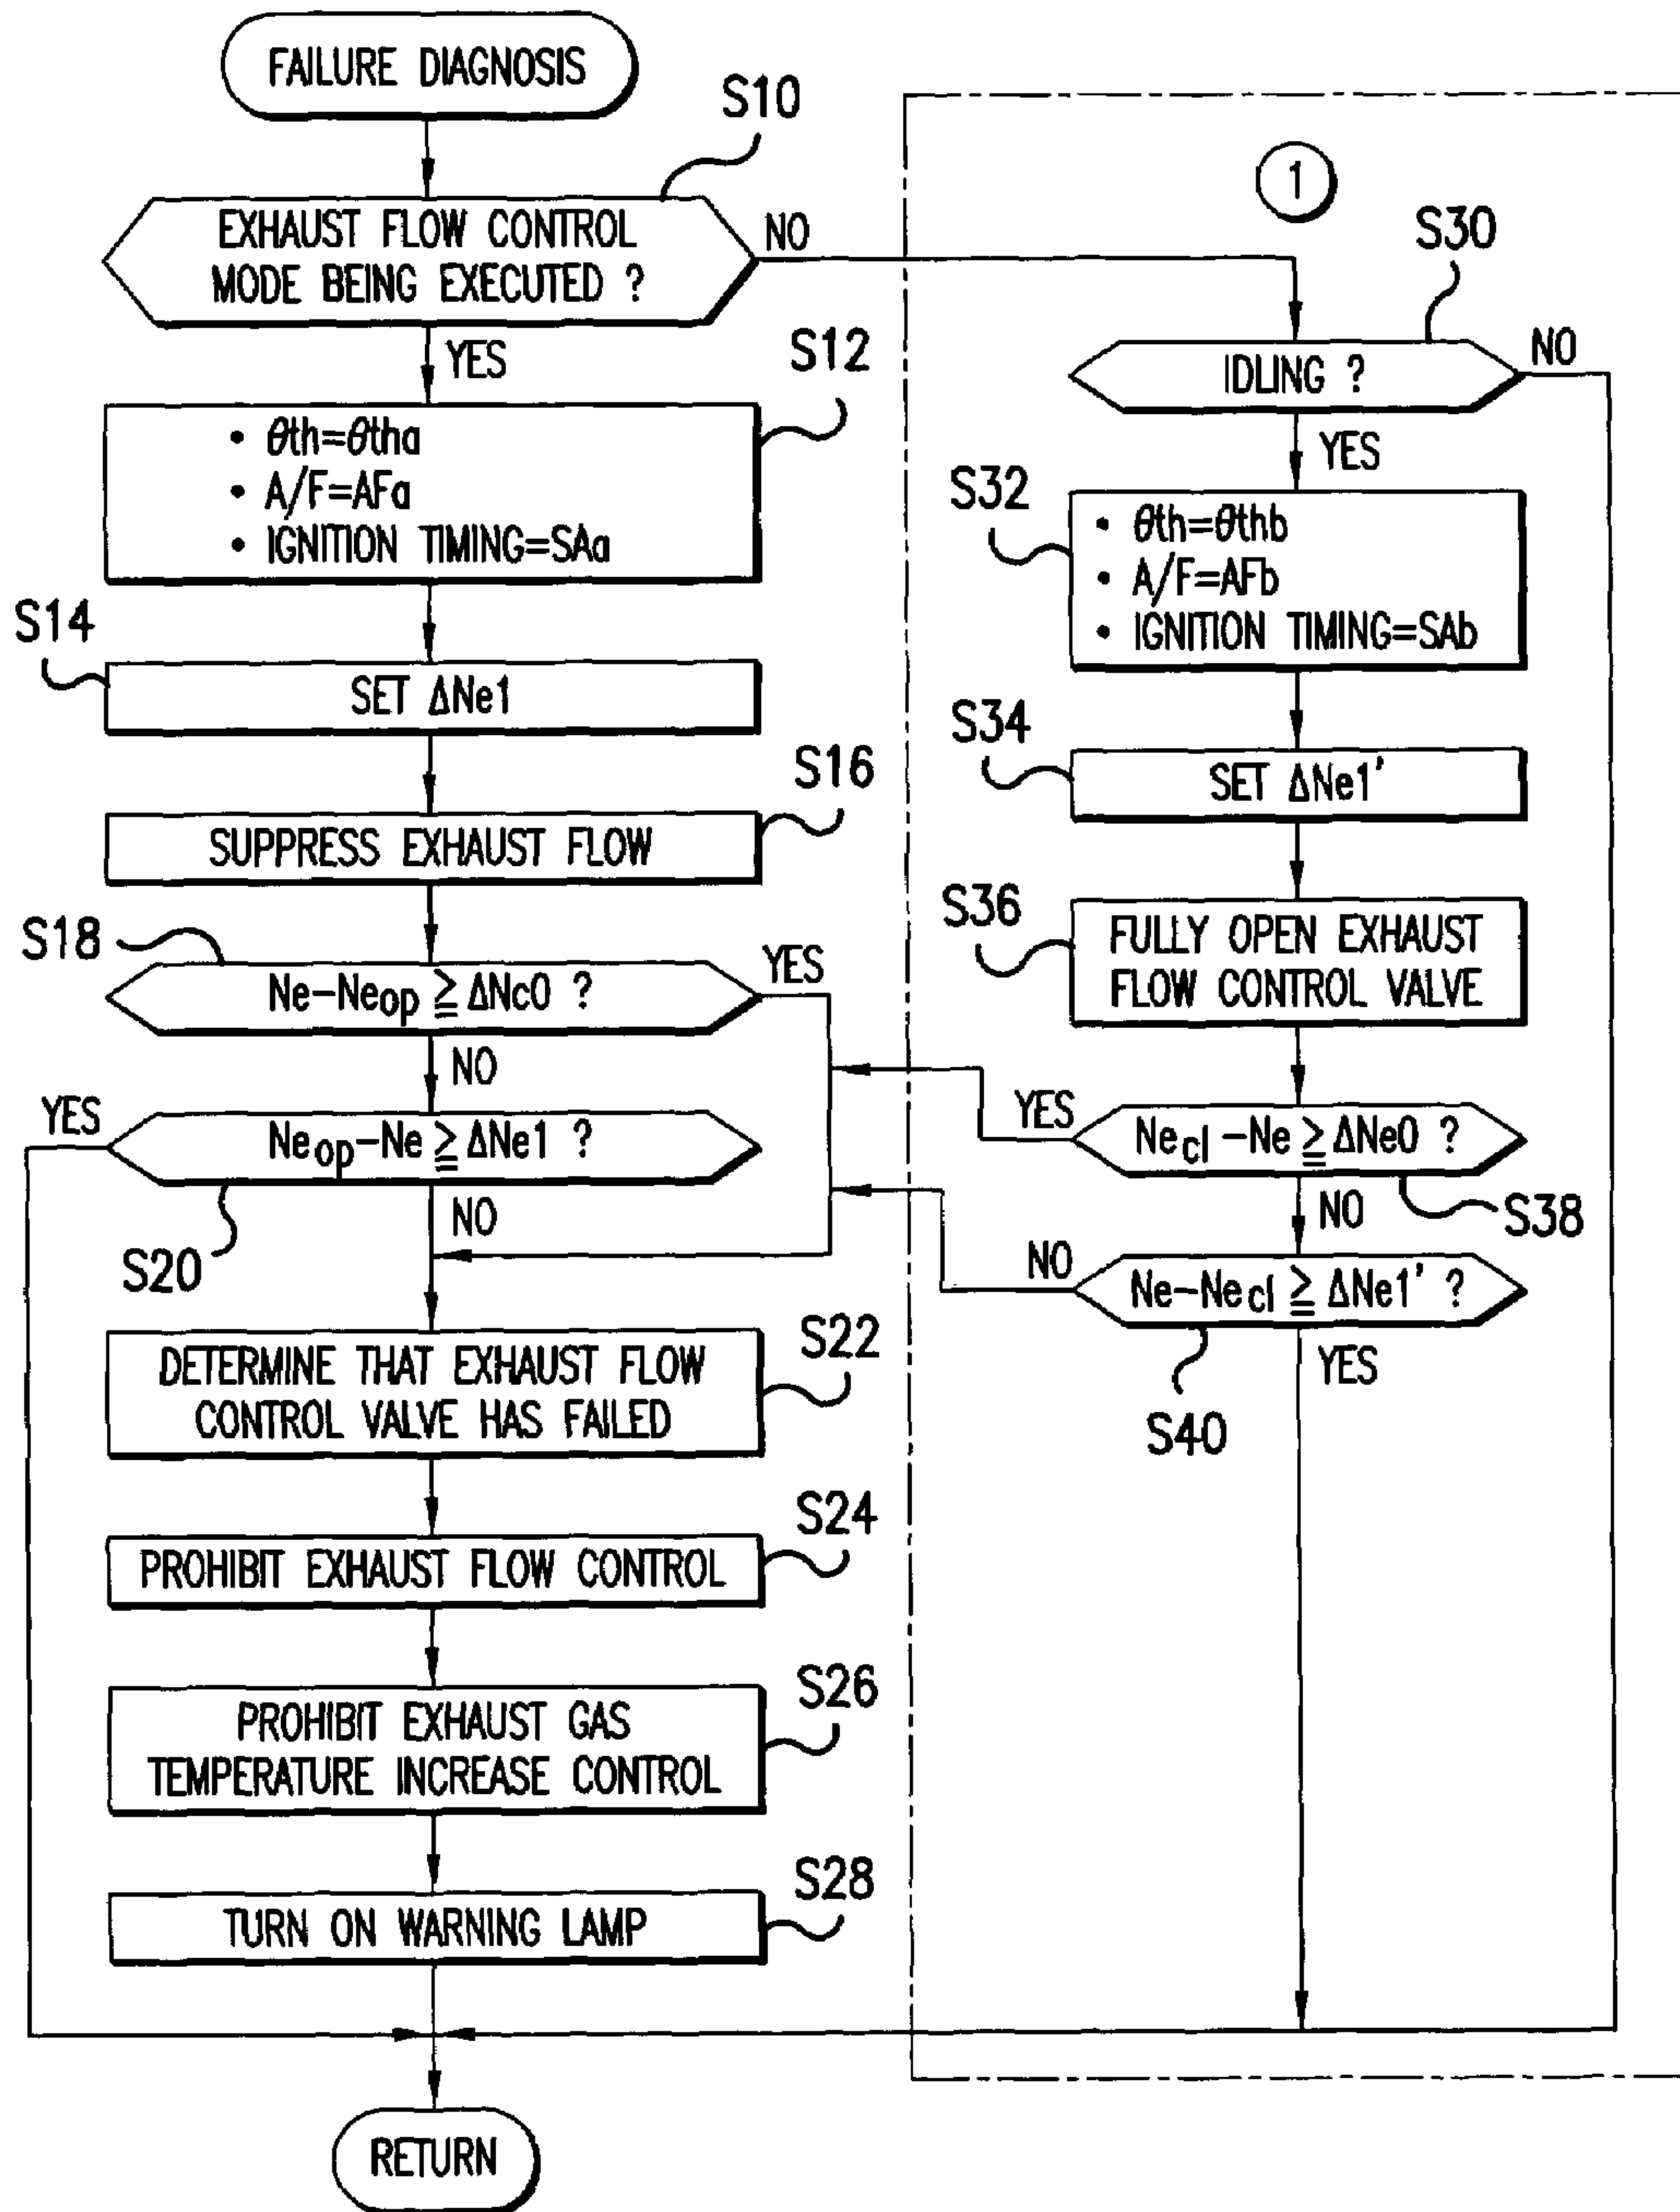 FAILURE DIAGNOSIS
S10
EXHAUST FLOW CONTROL
MODE BEING EXECUTED ?
NO
YES
S12
• θth=θtha
• A/F=AFa
• IGNITION TIMING=SAa
S14
SET ΔNe1
S16
SUPPRESS EXHAUST FLOW
S18
Ne-Neop ≧ ΔNc0 ?
YES
NO
YES
Neop-Ne ≧ ΔNe1 ?
NO
S20
DETERMINE THAT EXHAUST FLOW
CONTROL VALVE HAS FAILED
S22
PROHIBIT EXHAUST FLOW CONTROL
S24
PROHIBIT EXHAUST GAS
TEMPERATURE INCREASE CONTROL
S26
TURN ON WARNING LAMP
S28
RETURN
1
S30
IDLING ?
NO
YES
S32
• θth=θthb
• A/F=AFb
• IGNITION TIMING=SAb
S34
SET ΔNe1'
S36
FULLY OPEN EXHAUST
FLOW CONTROL VALVE
YES
Necl-Ne ≧ ΔNe0 ?
S38
NO
NO
Ne-Necl ≧ ΔNe1' ?
S40
YES